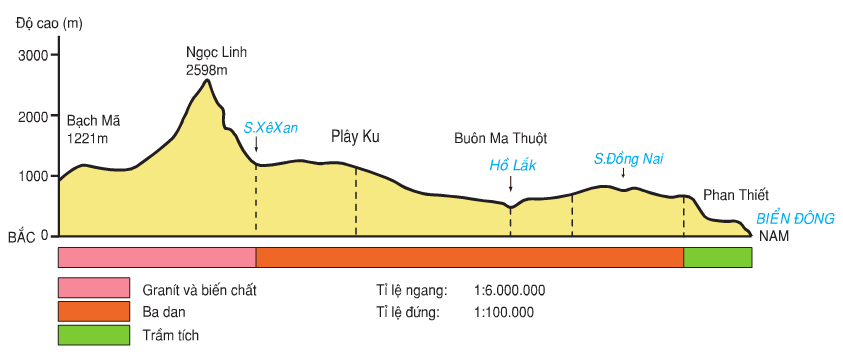 Độ cao (m)
3000
2000
1000
0
BẮC
Bạch Mã
1221m
Ngọc Linh
2598m
S.XêXan
Plây Ku
Buôn Ma Thuột
Hồ Lắk
S.Đồng Nai
Phan Thiết
BIỂN ĐÔNG
NAM
Granít và biến chất
Ba dan
Trầm tích
Tỉ lệ ngang: 1:6.000.000
Tỉ lệ đứng: 1:100.000